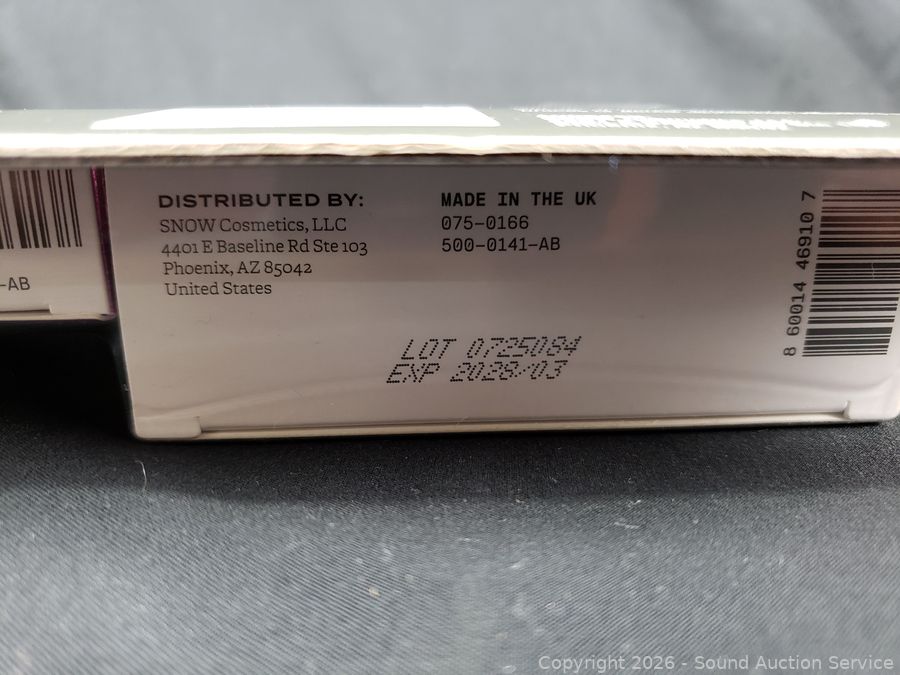 DISTRIBUTED BY:
SNOW Cosmetics, LLC
4401 E Baseline Rd Ste 103
Phoenix, AZ 85042
United States
MADE IN THE UK
075-0166
500-0141-AB
LOT 0725084
EXP 2028/03
8 60014 46910 7
-AB
Copyright 2026 - Sound Auction Service